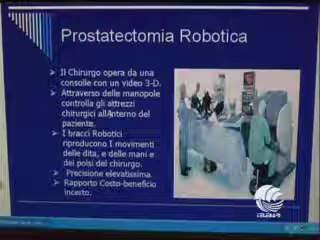 Prostatectomia Robotica
Il Chirurgo opera da una
consolle con un video 3-D.
Attraverso delle manopole
controlla gli attrezzi
chirurgici all'interno del
paziente.
I bracci Robotici
riproducono I movimenti
delle dita, e delle mani e
dei polsi del chirurgo.
Precisione elevatissima.
Rapporto Costo-beneficio
incerto.